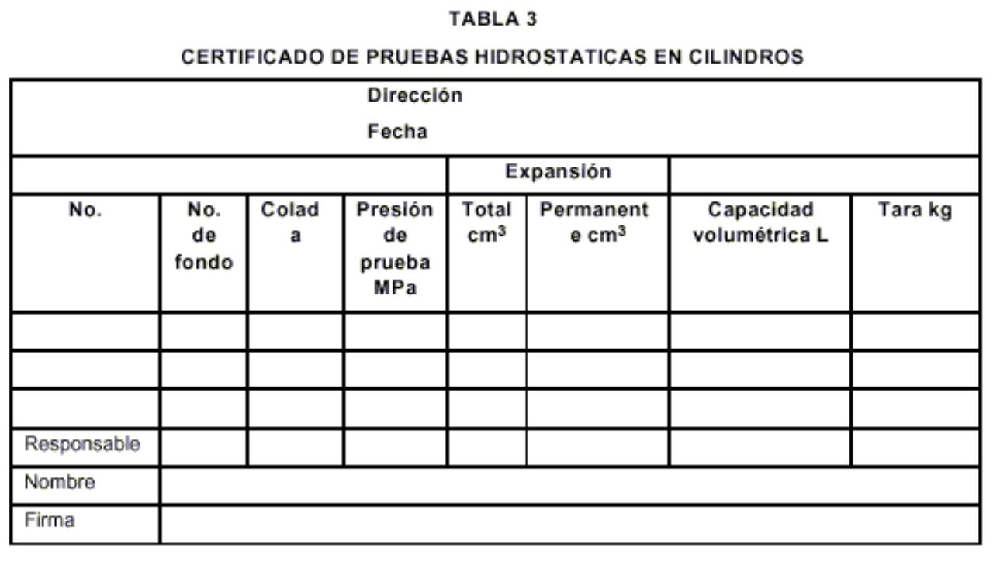 TABLA 3
CERTIFICADO DE PRUEBAS HIDROSTATICAS EN CILINDROS
Dirección
Fecha
Expansión
No.
No.
de
fondo
Colad
a
Presión
de
prueba
MPa
Total
cm3
Permanent
e cm3
Capacidad
volumétrica L
Tara kg
Responsable
Nombre
Firma